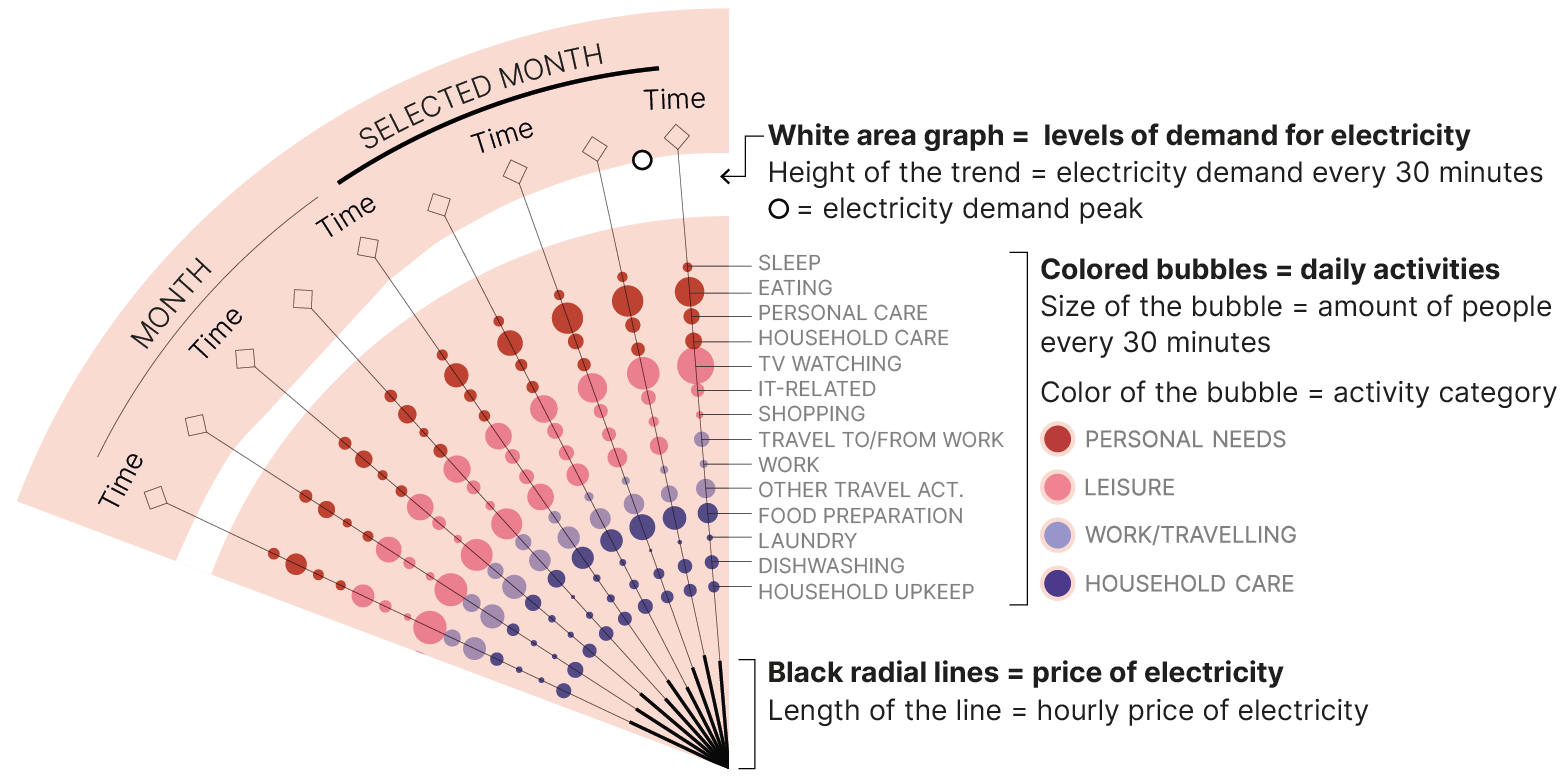 SELECTED MONTH
Time
Time
Time
MONTH
Time
Time
White area graph = levels of demand for electricity
Height of the trend = electricity demand every 30 minutes
O = electricity demand peak
SLEEP
EATING
PERSONAL CARE
HOUSEHOLD CARE
TV WATCHING
IT-RELATED
SHOPPING
TRAVEL TO/FROM WORK
WORK
OTHER TRAVEL ACT.
FOOD PREPARATION
LAUNDRY
DISHWASHING
HOUSEHOLD UPKEEP
Colored bubbles = daily activities
Size of the bubble = amount of people
every 30 minutes
Color of the bubble = activity category
PERSONAL NEEDS
LEISURE
WORK/TRAVELLING
HOUSEHOLD CARE
Black radial lines = price of electricity
Length of the line = hourly price of electricity